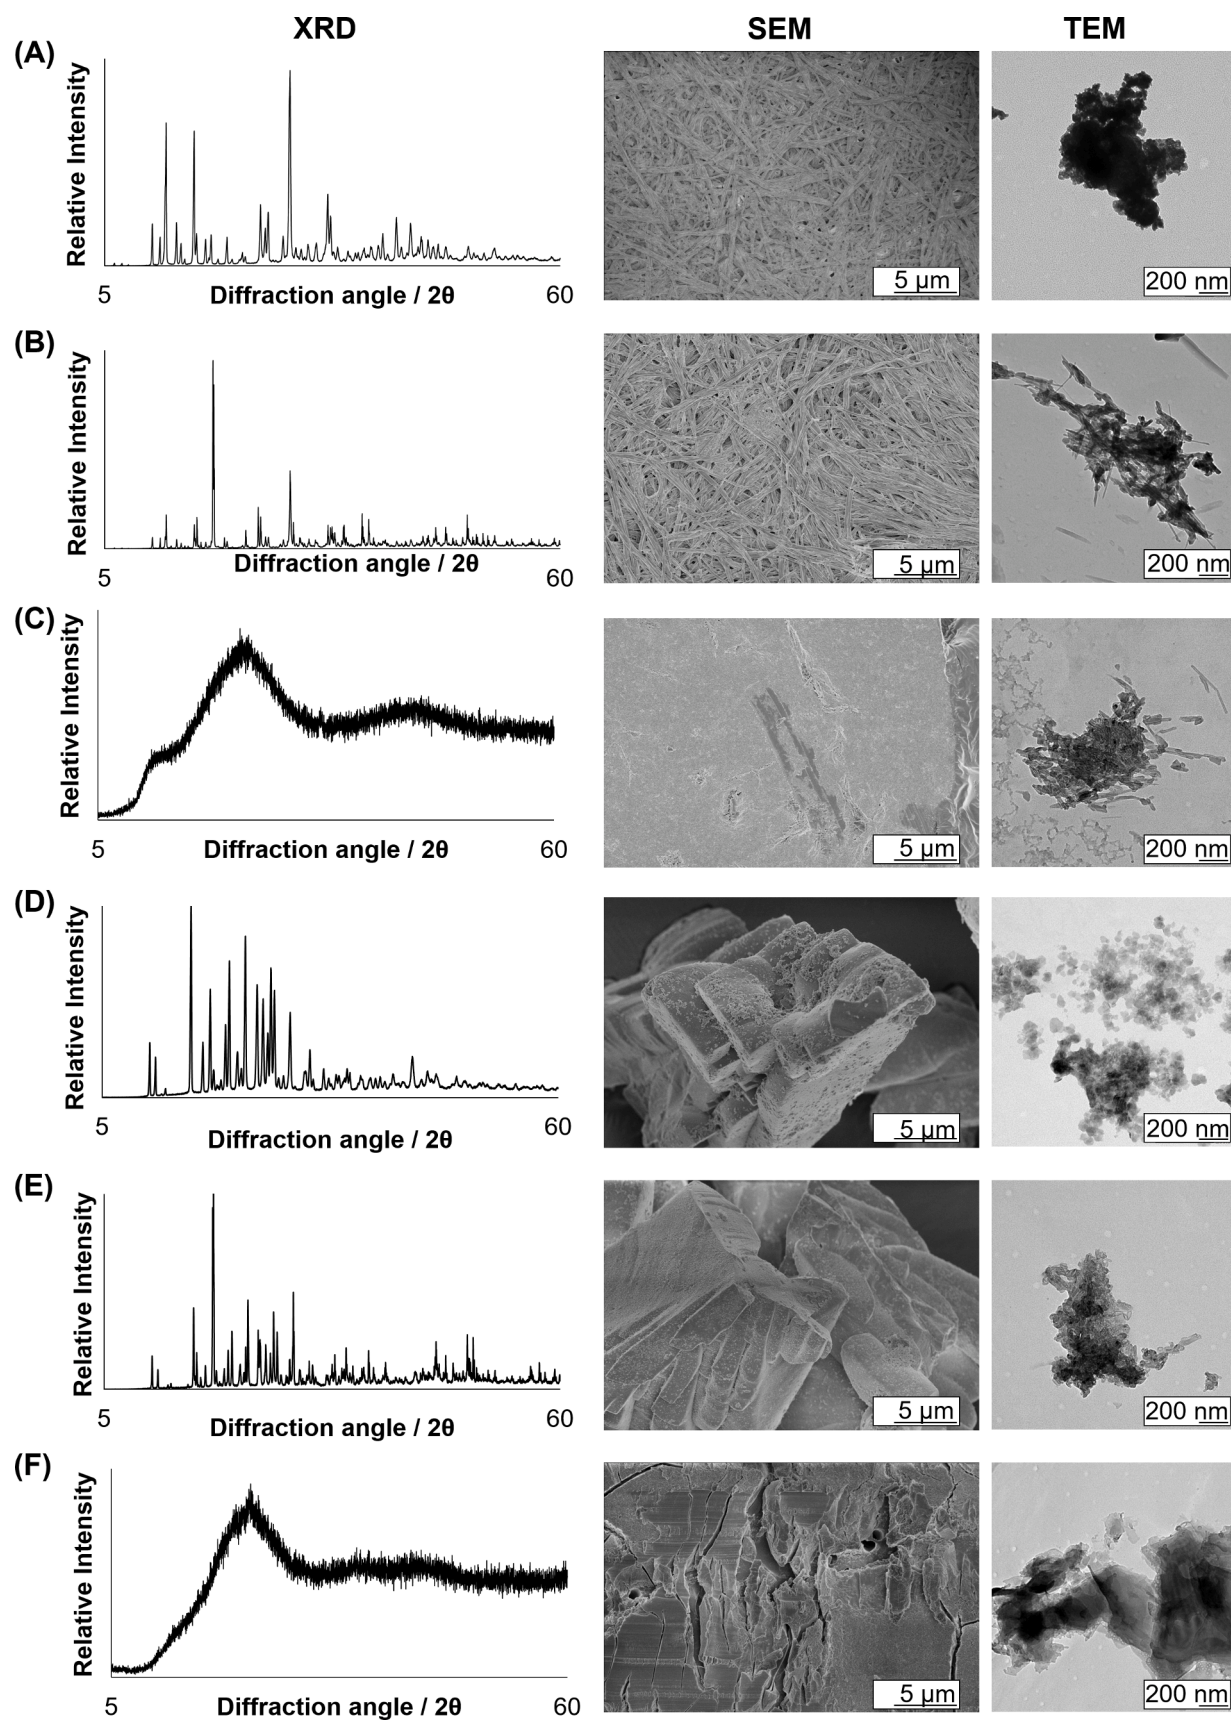 XRD SEM TEM
(A)
Relative Intensity
5 Diffraction angle / 2θ 60
5 µm
200 nm
(B)
Relative Intensity
5 Diffraction angle / 2θ 60
5 µm
200 nm
(C)
Relative Intensity
5 Diffraction angle / 2θ 60
5 µm
200 nm
(D)
Relative Intensity
5 Diffraction angle / 2θ 60
5 µm
200 nm
(E)
Relative Intensity
5 Diffraction angle / 2θ 60
5 µm
200 nm
(F)
Relative Intensity
5 Diffraction angle / 2θ 60
5 µm
200 nm